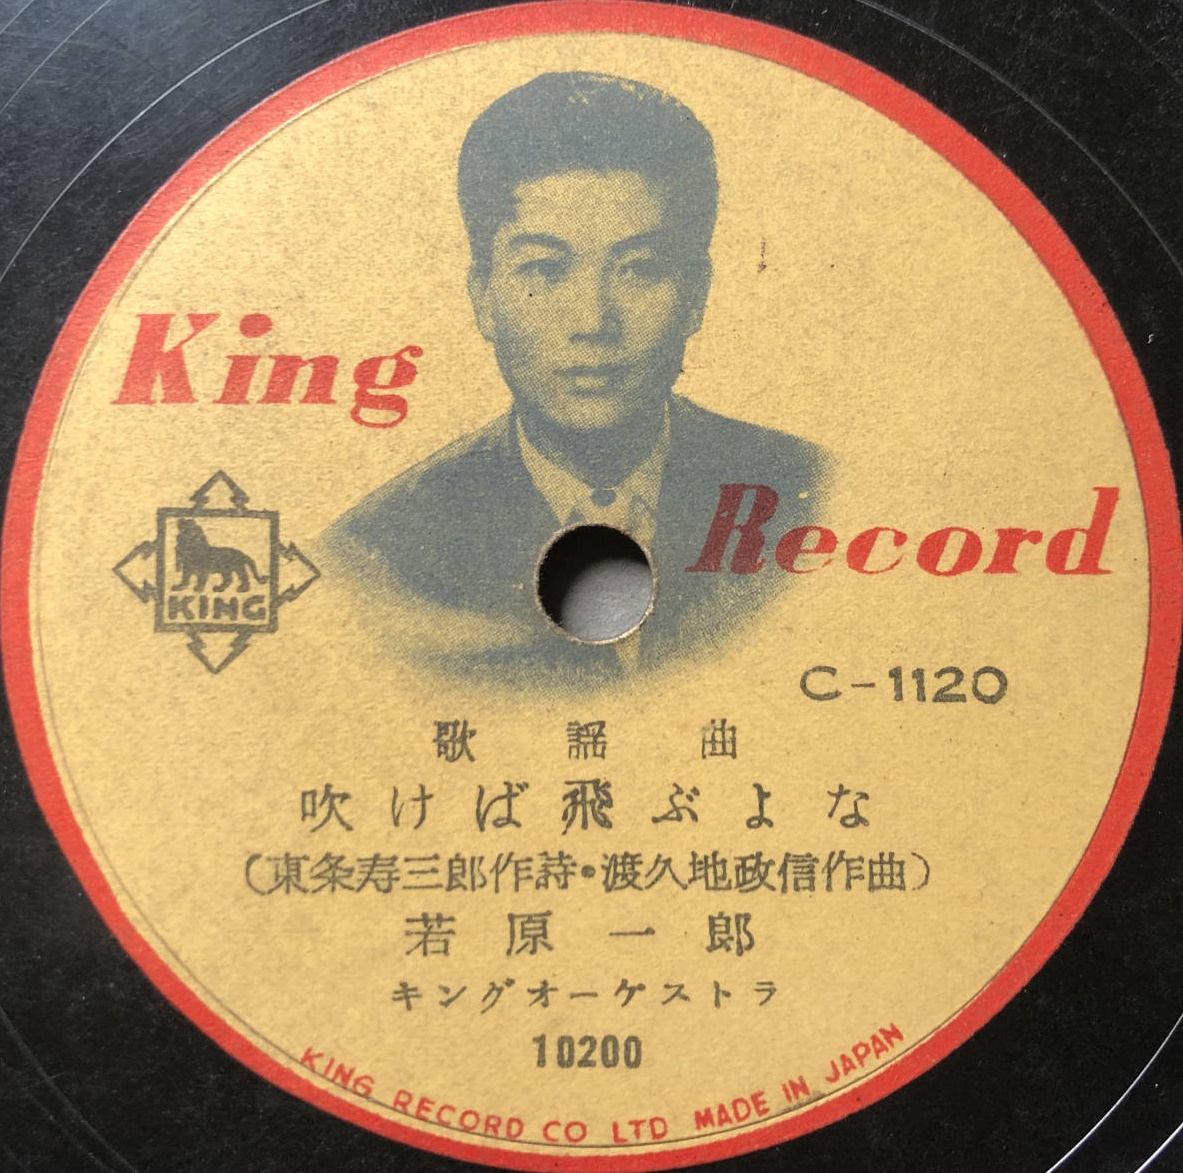 King
Record
KING
C-1120
歌謡曲
吹けば飛ぶよな
(東条寿三郎作詩・渡久地政信作曲)
若原一郎
キングオーケストラ
10200
KING RECORD CO LTD MADE IN JAPAN